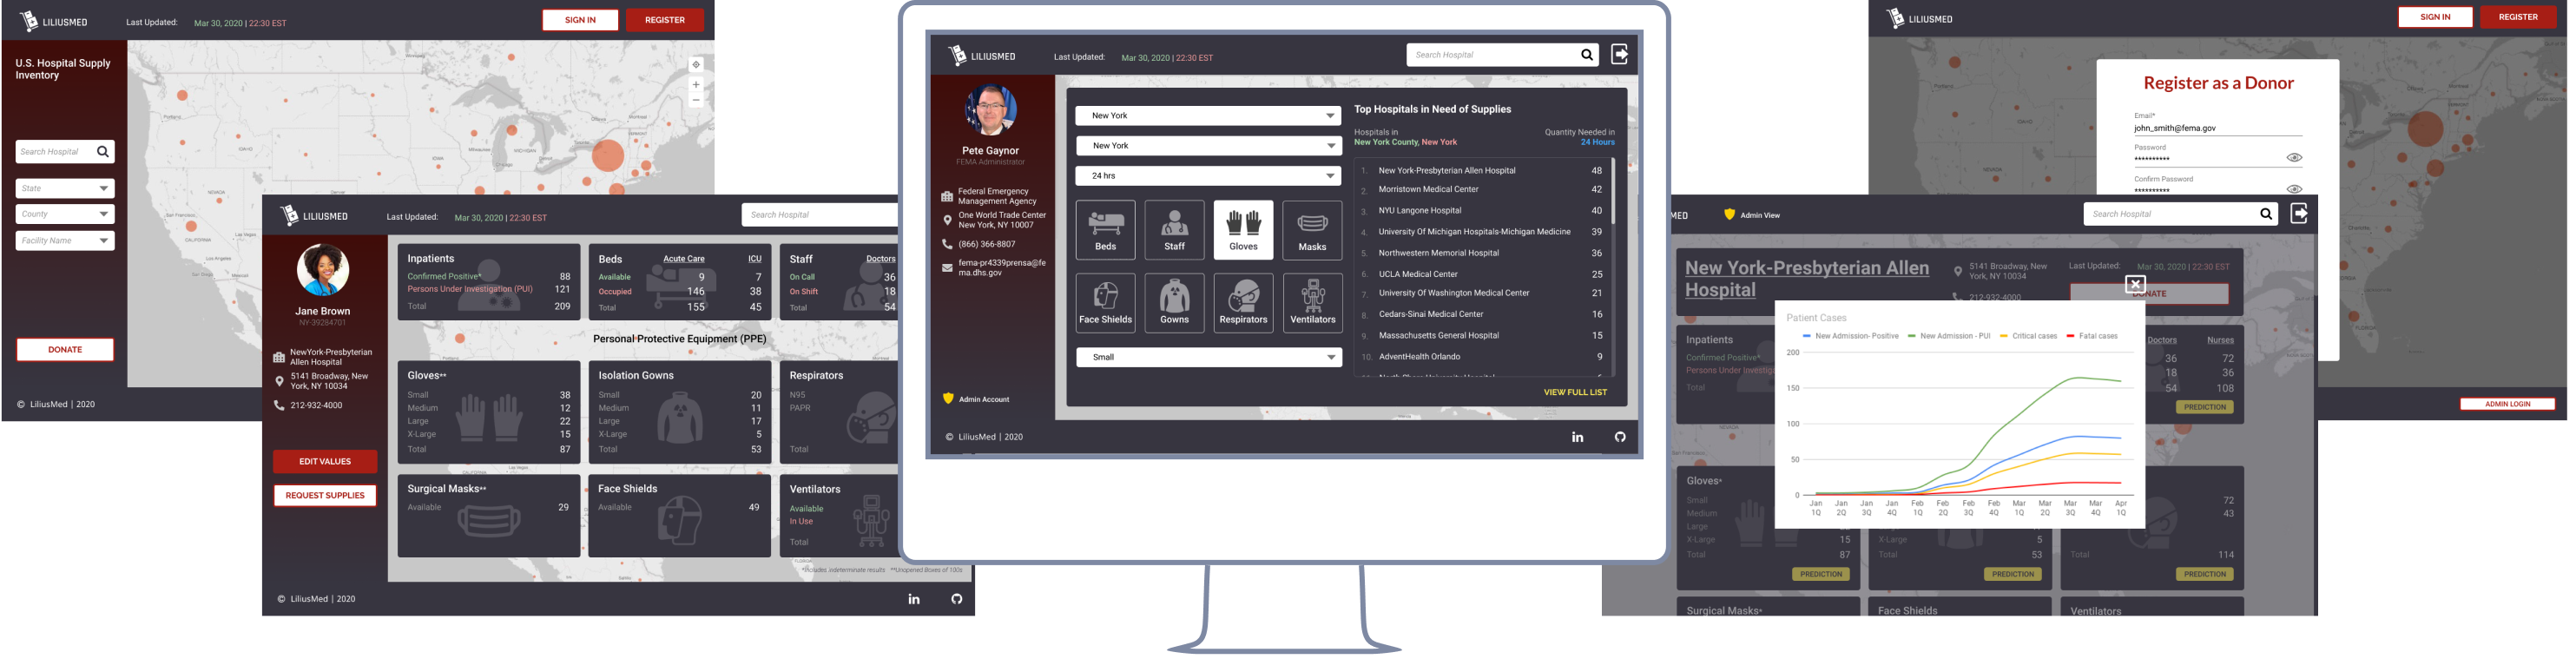 LILIUSMED
Last Updated: Mar 30, 2020 | 22:30 EST
SIGN IN
REGISTER
U.S. Hospital Supply
Inventory
Search Hospital
State
County
Facility Name
DONATE
© LiliusMed | 2020
LILIUSMED
Last Updated: Mar 30, 2020 | 22:30 EST
Search Hospital
Jane Brown
NY-39284701
NewYork-Presbyterian
Allen Hospital
5141 Broadway, New
York, NY 10034
212-932-4000
EDIT VALUES
REQUEST SUPPLIES
Inpatients
Confirmed Positive* 88
Persons Under Investigation (PUI) 121
Total 209
Beds Acute Care ICU
Available 9 7
Occupied 146 38
Total 155 45
Staff Doctors
On Call 36
On Shift 18
Total 54
Personal Protective Equipment (PPE)
Gloves**
Small 38
Medium 12
Large 22
X-Large 15
Total 87
Isolation Gowns
Small 20
Medium 11
Large 17
X-Large 5
Total 53
Respirators
N95
PAPR
Total
Surgical Masks**
Available 29
Face Shields
Available 49
Ventilators
Available
In Use
Total
*Includes indeterminate results **Unopened Boxes of 100s
© LiliusMed | 2020
LILIUSMED
Last Updated: Mar 30, 2020 | 22:30 EST
Search Hospital
Pete Gaynor
FEMA Administrator
Federal Emergency
Management Agency
One World Trade Center
New York, NY 10007
(866) 366-8807
fema-pr4339prensa@fe
ma.dhs.gov
Admin Account
New York
New York
24 hrs
Beds
Staff
Gloves
Masks
Face Shields
Gowns
Respirators
Ventilators
Small
Top Hospitals in Need of Supplies
Hospitals in
New York County, New York
Quantity Needed in
24 Hours
1. New York-Presbyterian Allen Hospital 48
2. Morristown Medical Center 42
3. NYU Langone Hospital 40
4. University Of Michigan Hospitals-Michigan Medicine 39
5. Northwestern Memorial Hospital 36
6. UCLA Medical Center 25
7. University Of Washington Medical Center 21
8. Cedars-Sinai Medical Center 16
9. Massachusetts General Hospital 15
10. AdventHealth Orlando 9
VIEW FULL LIST
© LiliusMed | 2020
LILIUSMED
SIGN IN
REGISTER
Register as a Donor
Email*
john_smith@fema.gov
Password
**********
Confirm Password
**********
ADMIN LOGIN
MED
Admin View
Search Hospital
New York-Presbyterian Allen
Hospital
5141 Broadway, New
York, NY 10034
212-932-4000
Last Updated: Mar 30, 2020 | 22:30 EST
DONATE
Inpatients
Confirmed Positive*
Persons Under Investiga
Total
Doctors Nurses
36 72
18 36
54 108
PREDICTION
Patient Cases
New Admission- Positive
New Admission - PUI
Critical cases
Fatal cases
200
150
100
50
0
Jan 1Q
Jan 2Q
Jan 3Q
Jan 4Q
Feb 1Q
Feb 2Q
Feb 3Q
Feb 4Q
Mar 1Q
Mar 2Q
Mar 3Q
Mar 4Q
Apr 1Q
Gloves*
Small
Medium
Large
X-Large 15
Total 87
PREDICTION
X-Large 5
Total 53
PREDICTION
72
43
Total 114
PREDICTION
Surgical Masks*
Face Shields
Ventilators